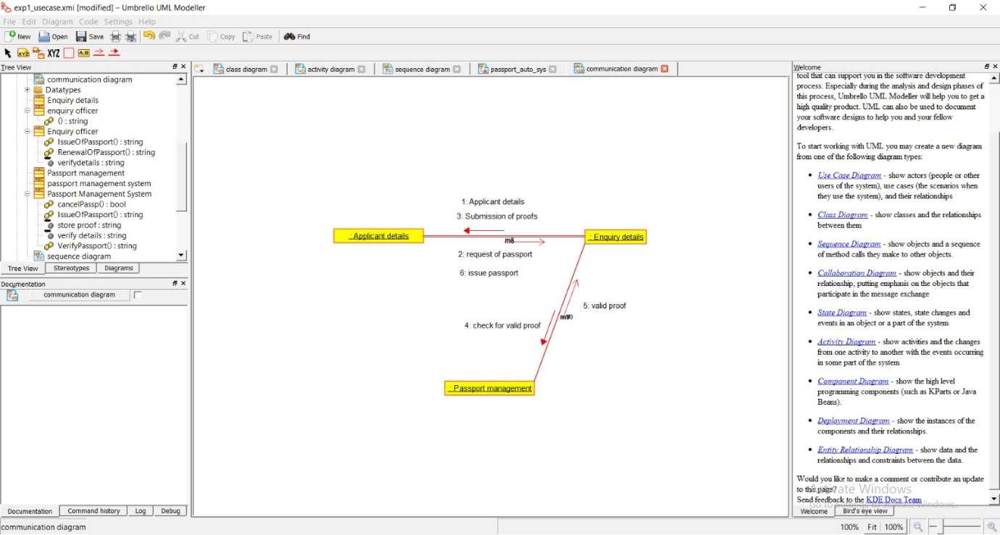 exp1_usecase.xmi [modified] – Umbrello UML Modeller
File Edit Diagram Code Settings Help
New Open Save Cut Copy Paste Find
XYZ XYZ A.B
Tree View
class diagram activity diagram sequence diagram passport_auto_sys communication diagram
Welcome
communication diagram
Datatypes
Enquiry details
enquiry officer
() : string
Enquiry officer
IssueOfPassport() : string
RenewalOfPassport() : string
verifydetails : string
Passport management
passport management system
Passport Management System
cancelPassp() : bool
IssueOfPassport() : string
store proof : string
verify details : string
VerifyPassport() : string
sequence diagram
Tree View Stereotypes Diagrams
Documentation
communication diagram
Documentation Command history Log Debug
communication diagram
1: Applicant details
3: Submission of proofs
: Applicant details
: Enquiry details
2: request of passport
6: issue passport
5: valid proof
4: check for valid proof
: Passport management
tool that can support you in the software development
process. Especially during the analysis and design phases of
this process, Umbrello UML Modeller will help you to get a
high quality product. UML can also be used to document
your software designs to help you and your fellow
developers.
To start working with UML you may create a new diagram
from one of the following diagram types:
Use Case Diagram - show actors (people or other
users of the system), use cases (the scenarios when
they use the system), and their relationships
Class Diagram - show classes and the relationships
between them
Sequence Diagram - show objects and a sequence
of method calls they make to other objects.
Collaboration Diagram - show objects and their
relationship, putting emphasis on the objects that
participate in the message exchange
State Diagram - show states, state changes and
events in an object or a part of the system
Activity Diagram - show activities and the changes
from one activity to another with the events occurring
in some part of the system
Component Diagram - show the high level
programming components (such as KParts or Java
Beans).
Deployment Diagram - show the instances of the
components and their relationships.
Entity Relationship Diagram - show data and the
relationships and constraints between the data.
Would you like to make a comment or contribute an update
to this page?
Send feedback to the KDE Docs Team
Activate Windows
Go to Settings to activate Windows.
Welcome Bird's eye view
100% Fit 100%